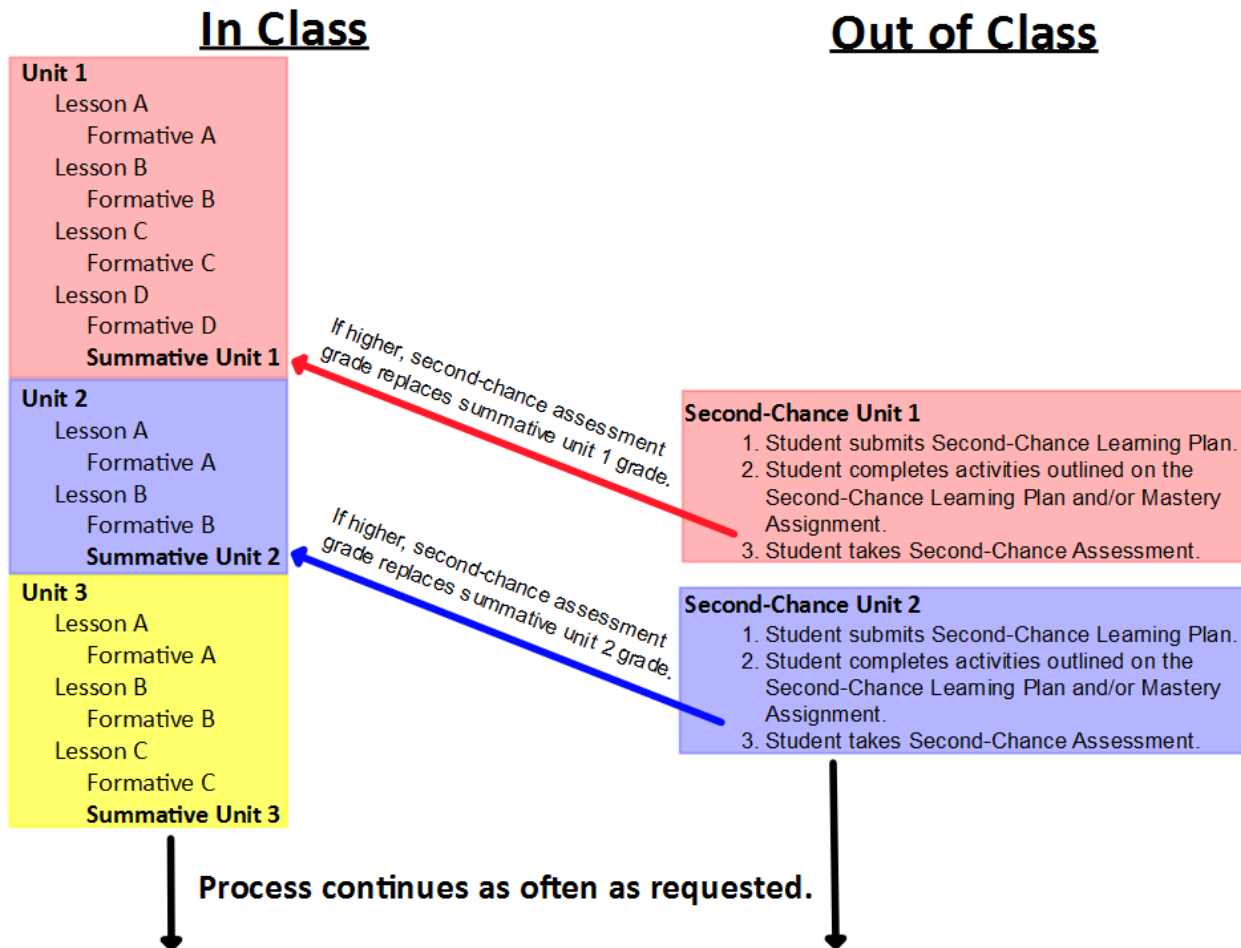 In Class
Unit 1
Lesson A
Formative A
Lesson B
Formative B
Lesson C
Formative C
Lesson D
Formative D
Summative Unit 1
Unit 2
Lesson A
Formative A
Lesson B
Formative B
Summative Unit 2
Unit 3
Lesson A
Formative A
Lesson B
Formative B
Lesson C
Formative C
Summative Unit 3
If higher, second-chance assessment
grade replaces summative unit 1 grade.
If higher, second-chance assessment
grade replaces summative unit 2 grade.
Out of Class
Second-Chance Unit 1
1. Student submits Second-Chance Learning Plan.
2. Student completes activities outlined on the
Second-Chance Learning Plan and/or Mastery
Assignment.
3. Student takes Second-Chance Assessment.
Second-Chance Unit 2
1. Student submits Second-Chance Learning Plan.
2. Student completes activities outlined on the
Second-Chance Learning Plan and/or Mastery
Assignment.
3. Student takes Second-Chance Assessment.
Process continues as often as requested.